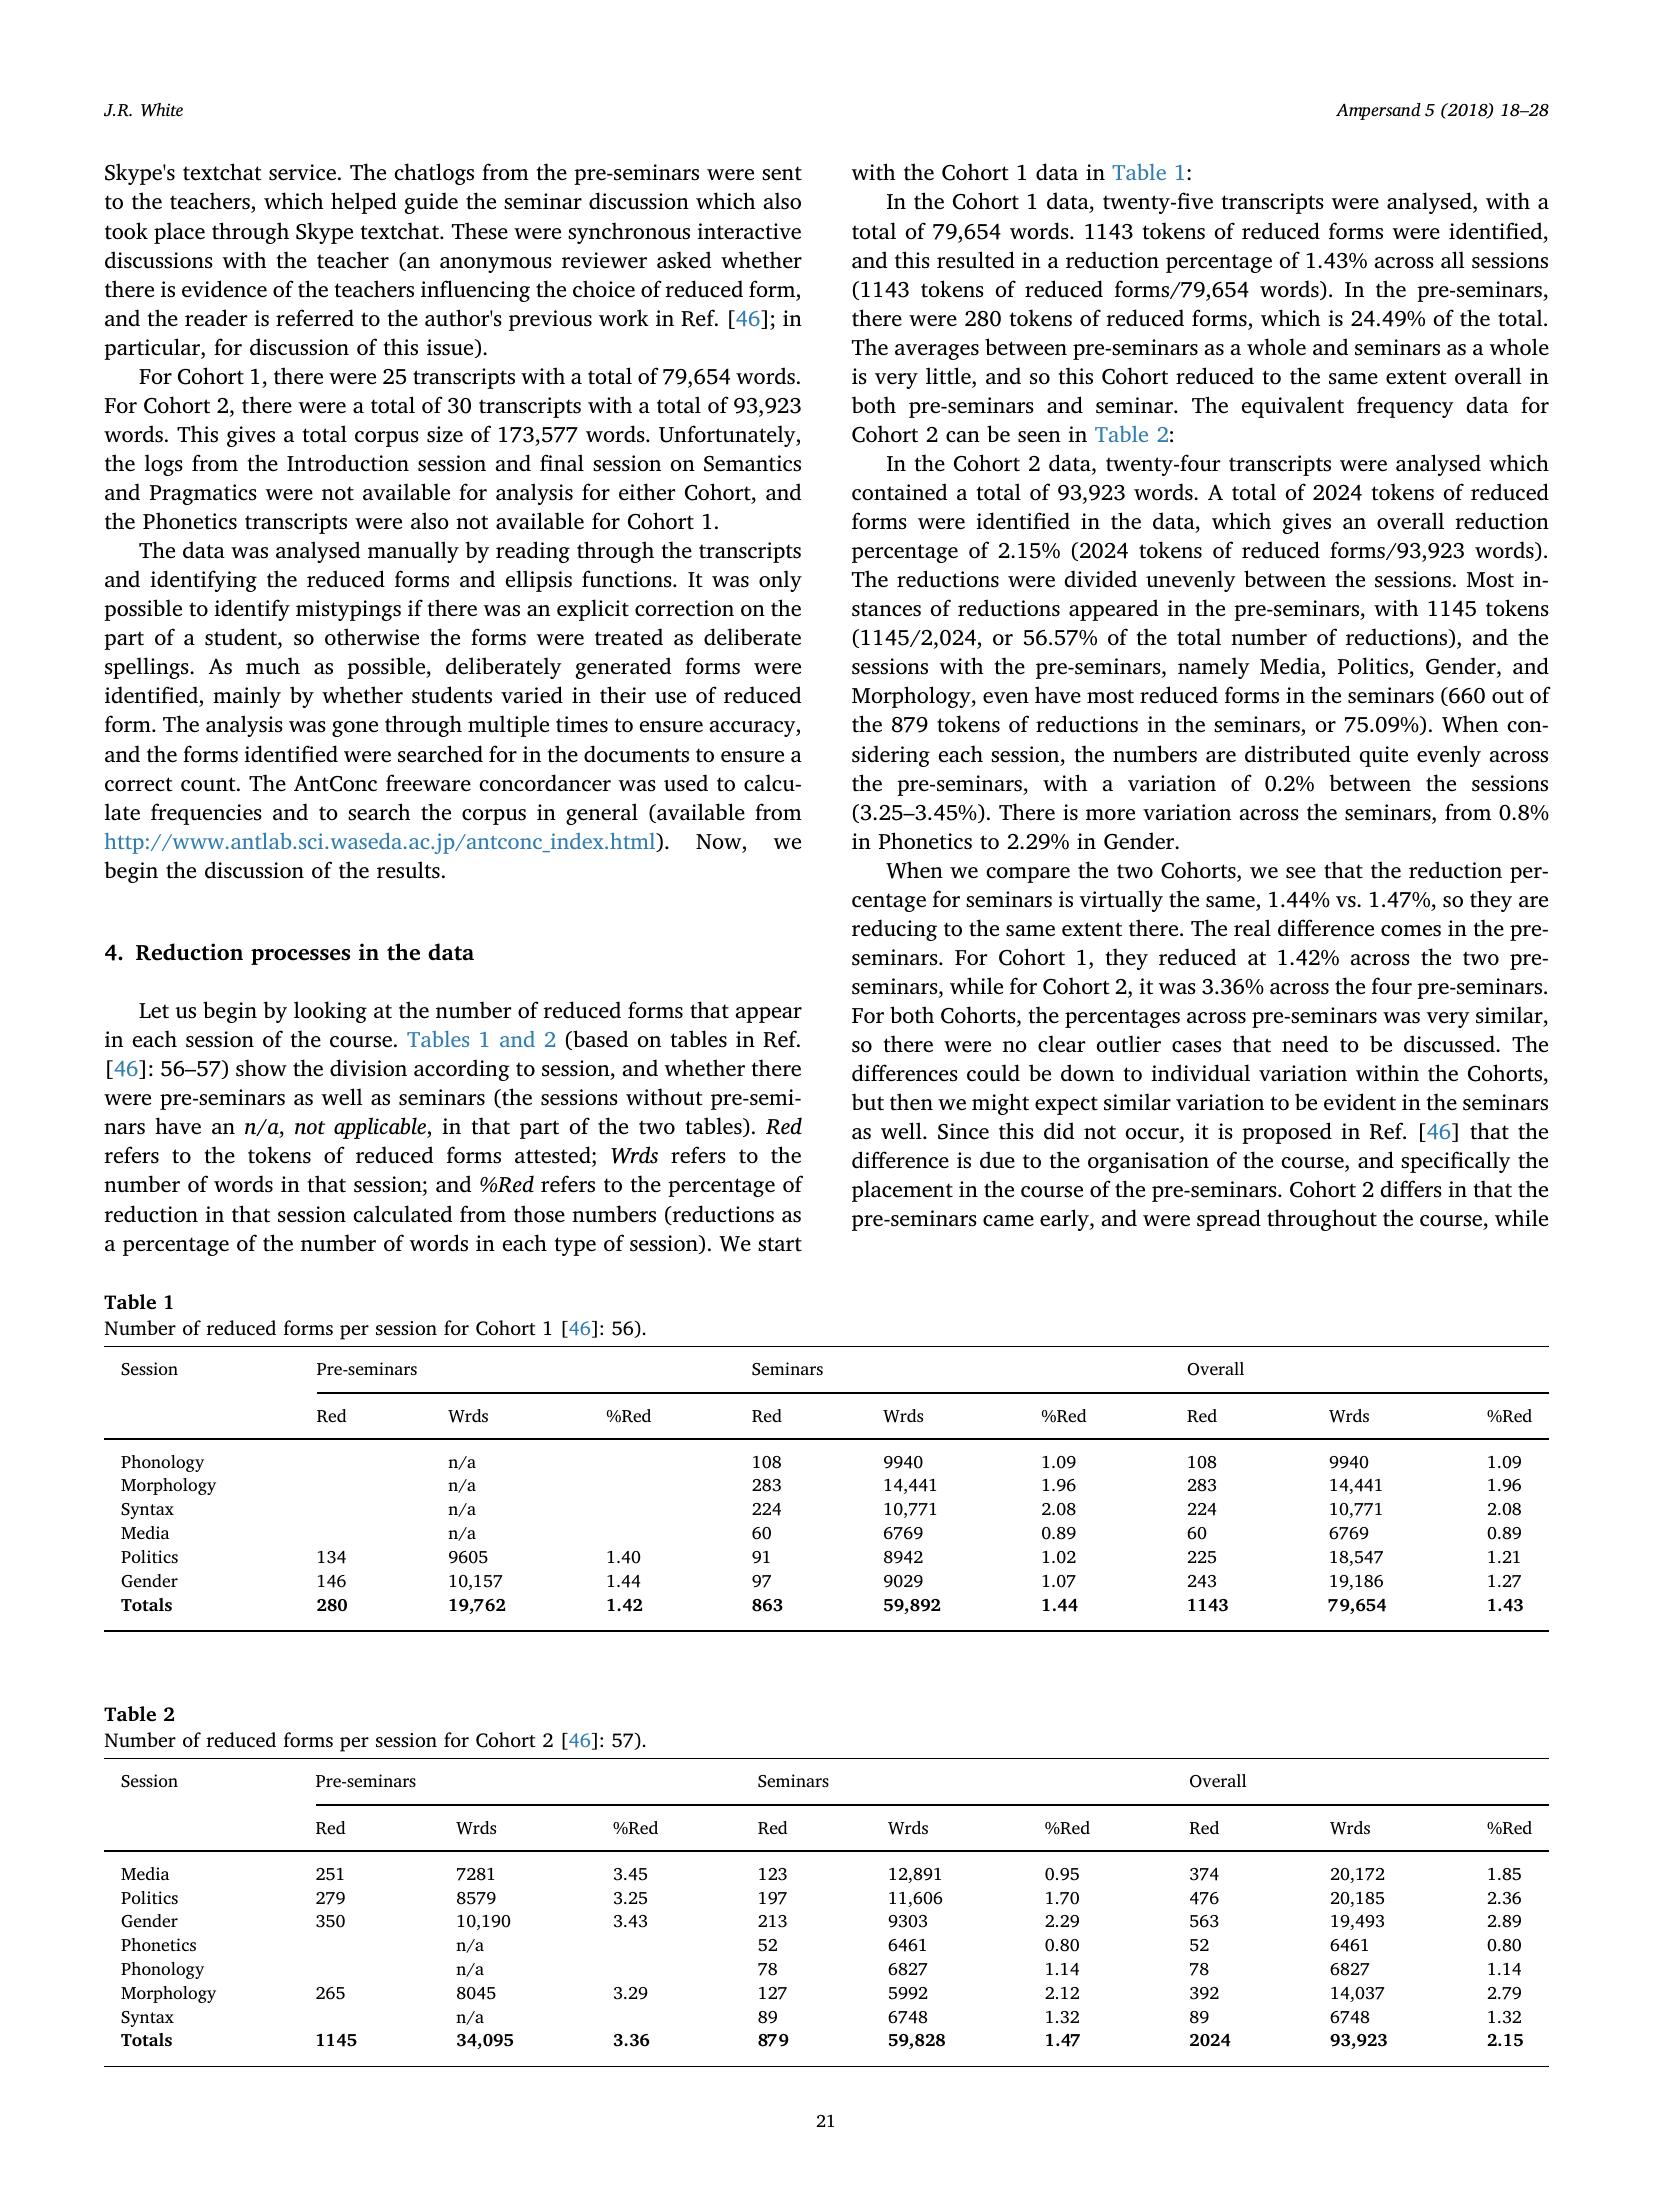 J.R. White
Ampersand 5 (2018) 18–28
Skype's textchat service. The chatlogs from the pre-seminars were sent
to the teachers, which helped guide the seminar discussion which also
took place through Skype textchat. These were synchronous interactive
discussions with the teacher (an anonymous reviewer asked whether
there is evidence of the teachers influencing the choice of reduced form,
and the reader is referred to the author's previous work in Ref. [46]; in
particular, for discussion of this issue).
For Cohort 1, there were 25 transcripts with a total of 79,654 words.
For Cohort 2, there were a total of 30 transcripts with a total of 93,923
words. This gives a total corpus size of 173,577 words. Unfortunately,
the logs from the Introduction session and final session on Semantics
and Pragmatics were not available for analysis for either Cohort, and
the Phonetics transcripts were also not available for Cohort 1.
The data was analysed manually by reading through the transcripts
and identifying the reduced forms and ellipsis functions. It was only
possible to identify mistypings if there was an explicit correction on the
part of a student, so otherwise the forms were treated as deliberate
spellings. As much as possible, deliberately generated forms were
identified, mainly by whether students varied in their use of reduced
form. The analysis was gone through multiple times to ensure accuracy,
and the forms identified were searched for in the documents to ensure a
correct count. The AntConc freeware concordancer was used to calcu-
late frequencies and to search the corpus in general (available from
http://www.antlab.sci.waseda.ac.jp/antconc_index.html). Now, we
begin the discussion of the results.
4. Reduction processes in the data
Let us begin by looking at the number of reduced forms that appear
in each session of the course. Tables 1 and 2 (based on tables in Ref.
[46]: 56–57) show the division according to session, and whether there
were pre-seminars as well as seminars (the sessions without pre-semi-
nars have an n/a, not applicable, in that part of the two tables). Red
refers to the tokens of reduced forms attested; Wrds refers to the
number of words in that session; and %Red refers to the percentage of
reduction in that session calculated from those numbers (reductions as
a percentage of the number of words in each type of session). We start
with the Cohort 1 data in Table 1:
In the Cohort 1 data, twenty-five transcripts were analysed, with a
total of 79,654 words. 1143 tokens of reduced forms were identified,
and this resulted in a reduction percentage of 1.43% across all sessions
(1143 tokens of reduced forms/79,654 words). In the pre-seminars,
there were 280 tokens of reduced forms, which is 24.49% of the total.
The averages between pre-seminars as a whole and seminars as a whole
is very little, and so this Cohort reduced to the same extent overall in
both pre-seminars and seminar. The equivalent frequency data for
Cohort 2 can be seen in Table 2:
In the Cohort 2 data, twenty-four transcripts were analysed which
contained a total of 93,923 words. A total of 2024 tokens of reduced
forms were identified in the data, which gives an overall reduction
percentage of 2.15% (2024 tokens of reduced forms/93,923 words).
The reductions were divided unevenly between the sessions. Most in-
stances of reductions appeared in the pre-seminars, with 1145 tokens
(1145/2,024, or 56.57% of the total number of reductions), and the
sessions with the pre-seminars, namely Media, Politics, Gender, and
Morphology, even have most reduced forms in the seminars (660 out of
the 879 tokens of reductions in the seminars, or 75.09%). When con-
sidering each session, the numbers are distributed quite evenly across
the pre-seminars, with a variation of 0.2% between the sessions
(3.25–3.45%). There is more variation across the seminars, from 0.8%
in Phonetics to 2.29% in Gender.
When we compare the two Cohorts, we see that the reduction per-
centage for seminars is virtually the same, 1.44% vs. 1.47%, so they are
reducing to the same extent there. The real difference comes in the pre-
seminars. For Cohort 1, they reduced at 1.42% across the two pre-
seminars, while for Cohort 2, it was 3.36% across the four pre-seminars.
For both Cohorts, the percentages across pre-seminars was very similar,
so there were no clear outlier cases that need to be discussed. The
differences could be down to individual variation within the Cohorts,
but then we might expect similar variation to be evident in the seminars
as well. Since this did not occur, it is proposed in Ref. [46] that the
difference is due to the organisation of the course, and specifically the
placement in the course of the pre-seminars. Cohort 2 differs in that the
pre-seminars came early, and were spread throughout the course, while
Table 1
Number of reduced forms per session for Cohort 1 [46]: 56).
Session Pre-seminars Seminars Overall
Red Wrds %Red Red Wrds %Red Red Wrds %Red
Phonology n/a 108 9940 1.09 108 9940 1.09
Morphology n/a 283 14,441 1.96 283 14,441 1.96
Syntax n/a 224 10,771 2.08 224 10,771 2.08
Media n/a 60 6769 0.89 60 6769 0.89
Politics 134 9605 1.40 91 8942 1.02 225 18,547 1.21
Gender 146 10,157 1.44 97 9029 1.07 243 19,186 1.27
Totals 280 19,762 1.42 863 59,892 1.44 1143 79,654 1.43
Table 2
Number of reduced forms per session for Cohort 2 [46]: 57).
Session Pre-seminars Seminars Overall
Red Wrds %Red Red Wrds %Red Red Wrds %Red
Media 251 7281 3.45 123 12,891 0.95 374 20,172 1.85
Politics 279 8579 3.25 197 11,606 1.70 476 20,185 2.36
Gender 350 10,190 3.43 213 9303 2.29 563 19,493 2.89
Phonetics n/a 52 6461 0.80 52 6461 0.80
Phonology n/a 78 6827 1.14 78 6827 1.14
Morphology 265 8045 3.29 127 5992 2.12 392 14,037 2.79
Syntax n/a 89 6748 1.32 89 6748 1.32
Totals 1145 34,095 3.36 879 59,828 1.47 2024 93,923 2.15
21